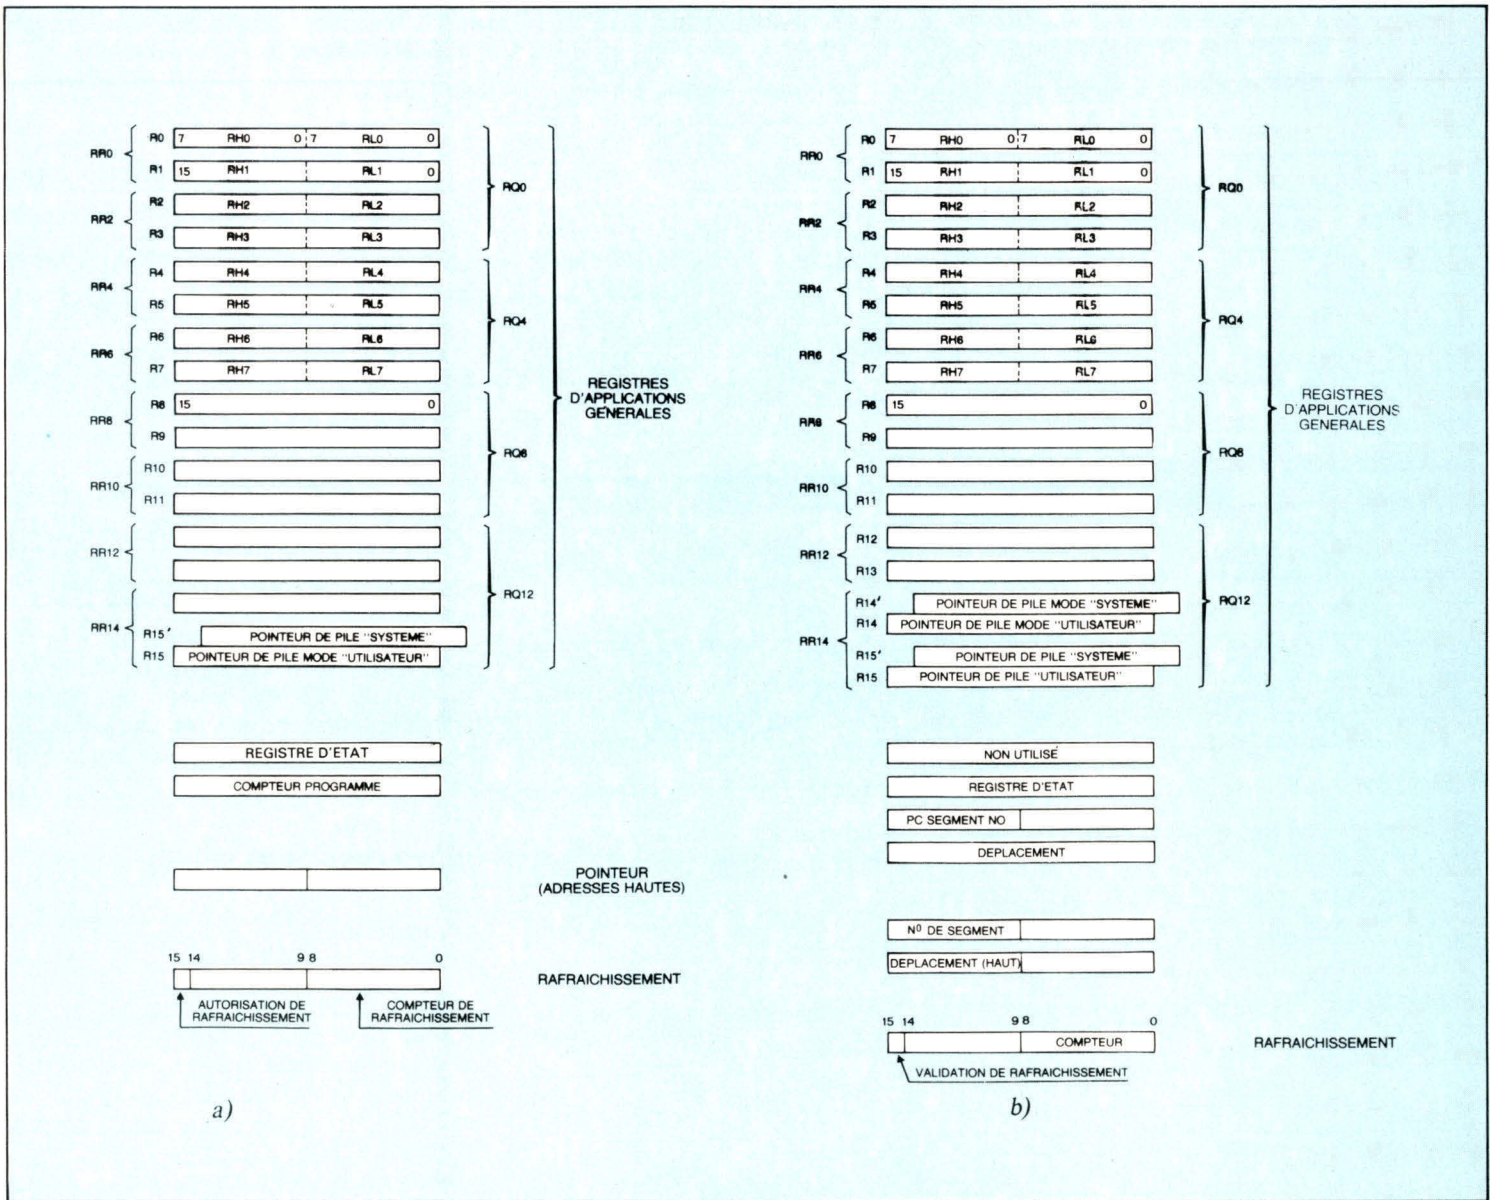 RR0
R0 7 RH0 0 7 RL0 0
R1 15 RH1 RL1 0
RR2
R2 RH2 RL2
R3 RH3 RL3
RQ0
RR4
R4 RH4 RL4
R5 RH5 RL5
RR6
R6 RH6 RL6
R7 RH7 RL7
RQ4
RR8
R8 15 0
R9
RR10
R10
R11
RQ8
RR12
RR14
R15' POINTEUR DE PILE "SYSTEME"
R15 POINTEUR DE PILE MODE "UTILISATEUR"
RQ12
REGISTRES
D'APPLICATIONS
GENERALES
REGISTRE D'ETAT
COMPTEUR PROGRAMME
POINTEUR
(ADRESSES HAUTES)
15 14 9 8 0
RAFRAICHISSEMENT
AUTORISATION DE
RAFRAICHISSEMENT
COMPTEUR DE
RAFRAICHISSEMENT
a)
RR0
R0 7 RH0 0 7 RL0 0
R1 15 RH1 RL1 0
RR2
R2 RH2 RL2
R3 RH3 RL3
RQ0
RR4
R4 RH4 RL4
R5 RH5 RL5
RR6
R6 RH6 RL6
R7 RH7 RL7
RQ4
RR8
R8 15 0
R9
RR10
R10
R11
RQ8
RR12
R12
R13
RR14
R14' POINTEUR DE PILE MODE "SYSTEME"
R14 POINTEUR DE PILE MODE "UTILISATEUR"
R15' POINTEUR DE PILE "SYSTEME"
R15 POINTEUR DE PILE "UTILISATEUR"
RQ12
REGISTRES
D'APPLICATIONS
GENERALES
NON UTILISÉ
REGISTRE D'ETAT
PC SEGMENT NO
DEPLACEMENT
N⁰ DE SEGMENT
DEPLACEMENT (HAUT)
15 14 9 8 0
COMPTEUR
RAFRAICHISSEMENT
VALIDATION DE RAFRAICHISSEMENT
b)